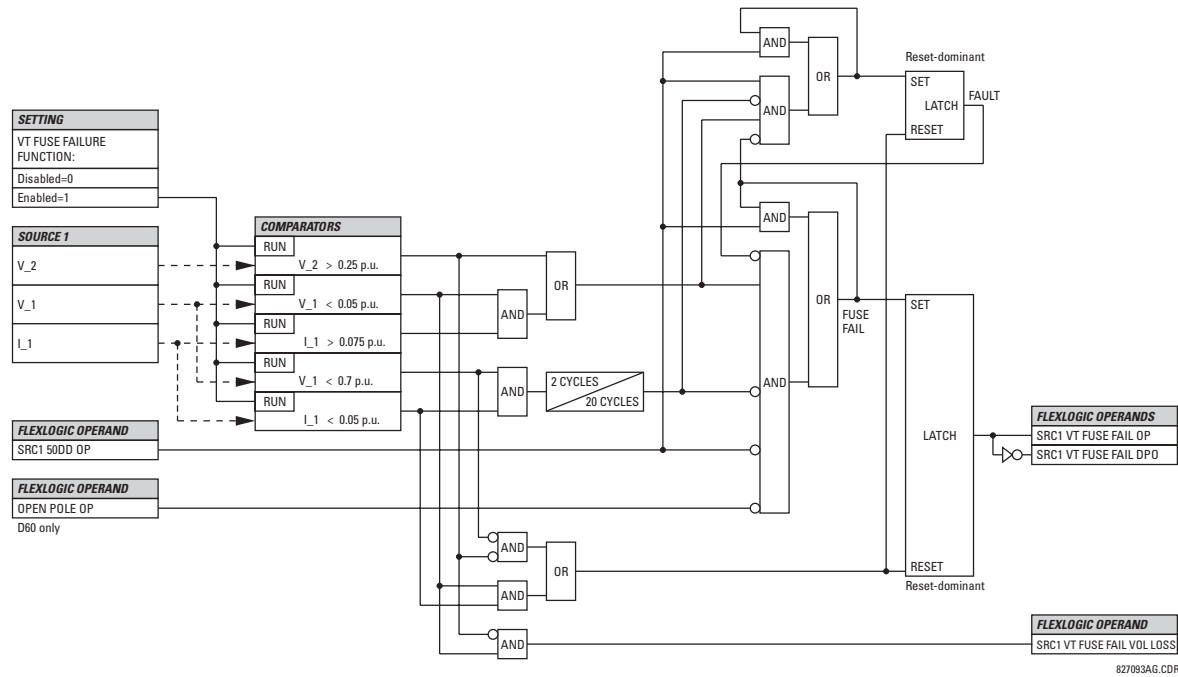 SETTING
VT FUSE FAILURE
FUNCTION:
Disabled=0
Enabled=1
SOURCE 1
V_2
V_1
I_1
FLEXLOGIC OPERAND
SRC1 50DD OP
FLEXLOGIC OPERAND
OPEN POLE OP
D60 only
COMPARATORS
RUN
V_2 > 0.25 p.u.
RUN
V_1 < 0.05 p.u.
RUN
I_1 > 0.075 p.u.
RUN
V_1 < 0.7 p.u.
RUN
I_1 < 0.05 p.u.
AND
OR
AND
2 CYCLES
20 CYCLES
AND
OR
AND
AND
AND
OR
AND
AND
OR
AND
FUSE
FAIL
Reset-dominant
SET
LATCH
FAULT
RESET
SET
LATCH
RESET
Reset-dominant
FLEXLOGIC OPERANDS
SRC1 VT FUSE FAIL OP
SRC1 VT FUSE FAIL DPO
FLEXLOGIC OPERAND
SRC1 VT FUSE FAIL VOL LOSS
827093AG.CDR